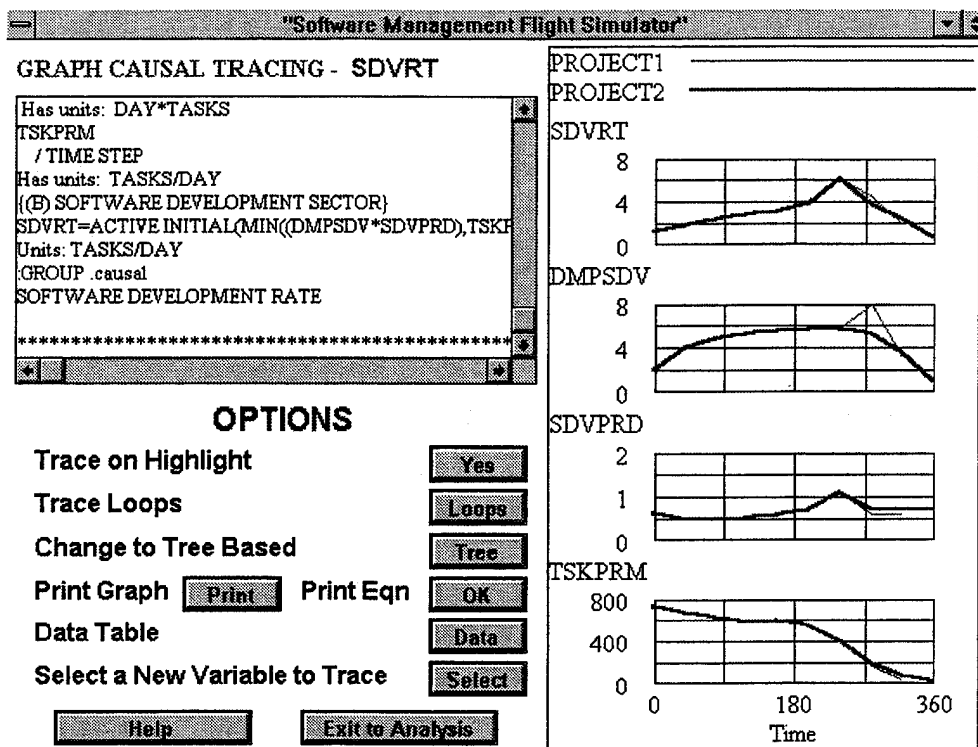 "Software Management Flight Simulator"
GRAPH CAUSAL TRACING - SDVRT
Has units: DAY*TASKS
TSKPRM
/ TIME STEP
Has units: TASKS/DAY
{(B) SOFTWARE DEVELOPMENT SECTOR}
SDVRT=ACTIVE INITIAL(MIN((DMPSDV*SDVPRD),TSKP
Units: TASKS/DAY
:GROUP .causal
SOFTWARE DEVELOPMENT RATE
************************************************
OPTIONS
Trace on Highlight Yes
Trace Loops Loops
Change to Tree Based Tree
Print Graph Print Print Eqn OK
Data Table Data
Select a New Variable to Trace Select
Help Exit to Analysis
PROJECT1
PROJECT2
SDVRT
8
4
0
DMPSDV
8
4
0
SDVPRD
2
1
0
TSKPRM
800
400
0
0 180 360
Time